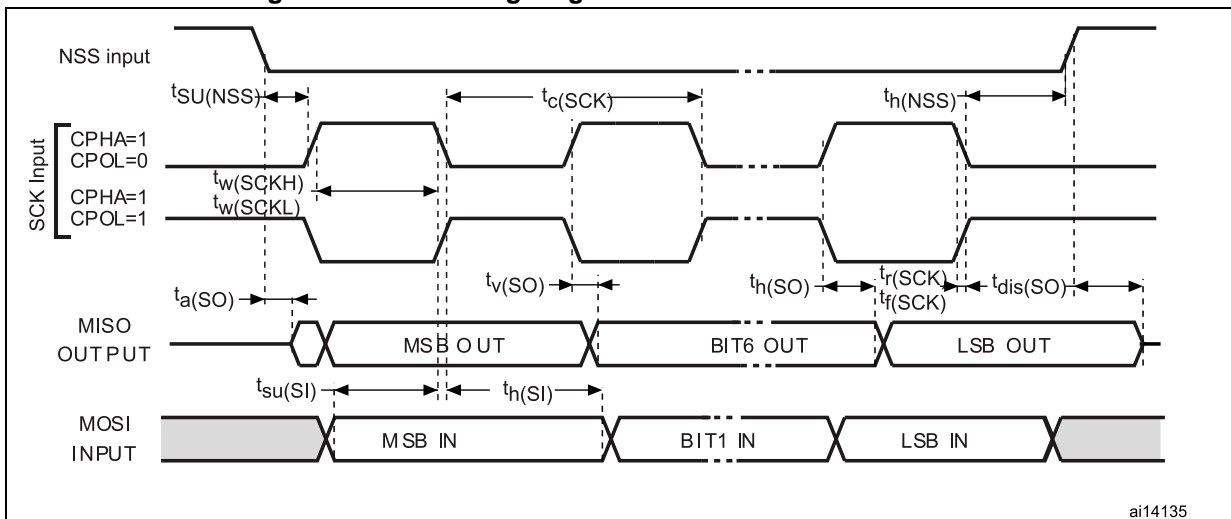 NSS input
tSU(NSS)
tc(SCK)
th(NSS)
SCK Input
CPHA=1
CPOL=0
tw(SCKH)
CPHA=1
tw(SCKL)
CPOL=1
ta(SO)
tv(SO)
th(SO)
tr(SCK)
tf(SCK)
tdis(SO)
MISO
OUTPUT
MSB OUT
BIT6 OUT
LSB OUT
tsu(SI)
th(SI)
MOSI
INPUT
MSB IN
BIT1 IN
LSB IN
ai14135